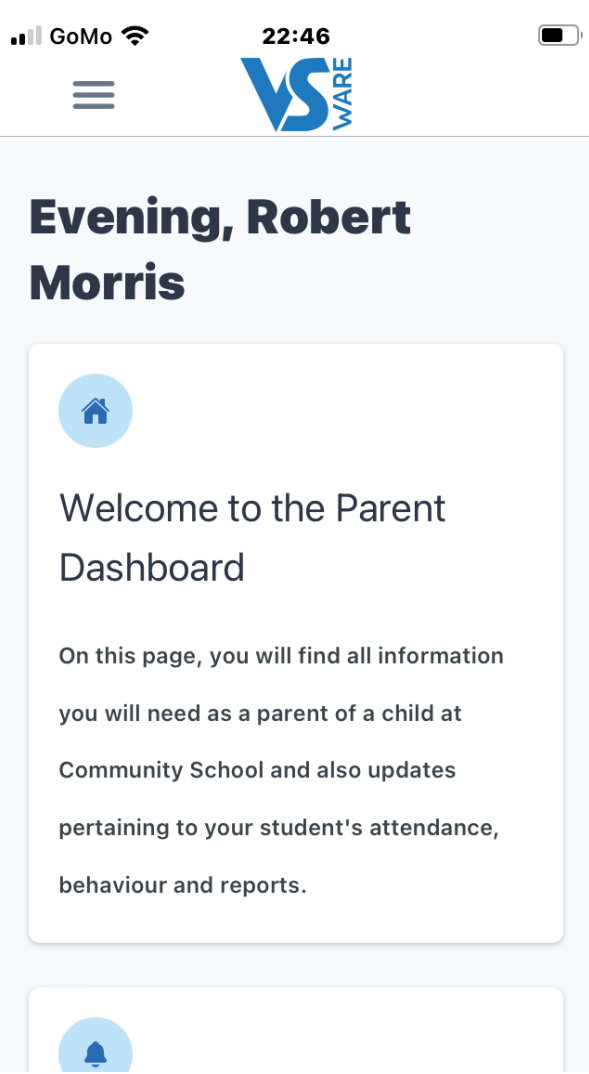 GoMo 22:46
VS WARE
Evening, Robert
Morris
Welcome to the Parent
Dashboard
On this page, you will find all information
you will need as a parent of a child at
Community School and also updates
pertaining to your student's attendance,
behaviour and reports.